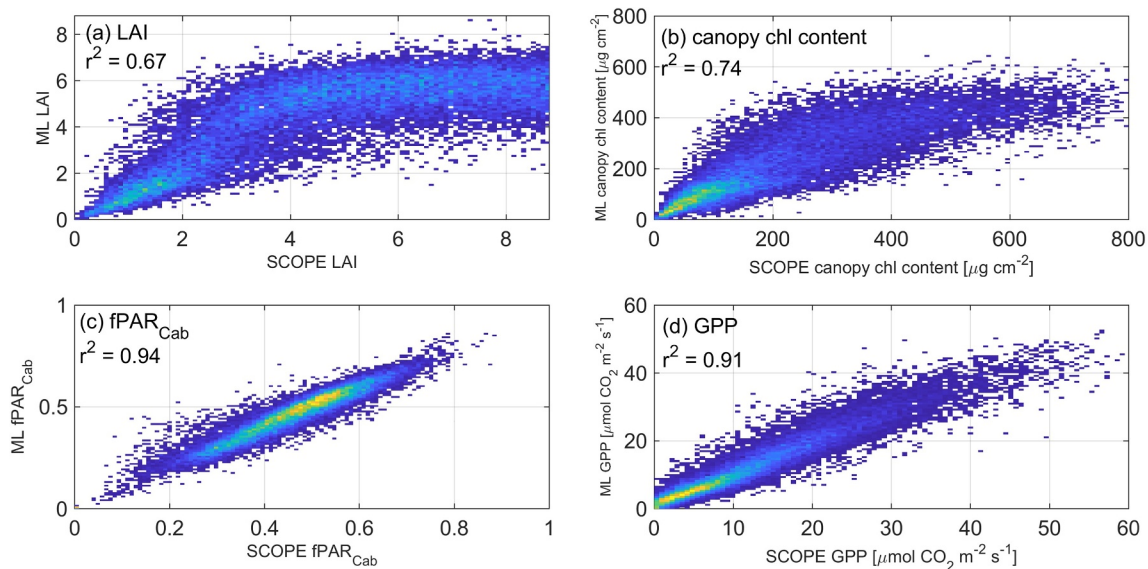 (a) LAI
r² = 0.67
8
6
4
2
0
ML LAI
0 2 4 6 8
SCOPE LAI
(b) canopy chl content
r² = 0.74
800
600
400
200
0
ML canopy chl content [μg cm⁻²]
0 200 400 600 800
SCOPE canopy chl content [μg cm⁻²]
(c) fPAR_Cab
r² = 0.94
1
0.5
0
ML fPAR_Cab
0 0.2 0.4 0.6 0.8 1
SCOPE fPAR_Cab
(d) GPP
r² = 0.91
60
40
20
0
ML GPP [μmol CO₂ m⁻² s⁻¹]
0 10 20 30 40 50 60
SCOPE GPP [μmol CO₂ m⁻² s⁻¹]